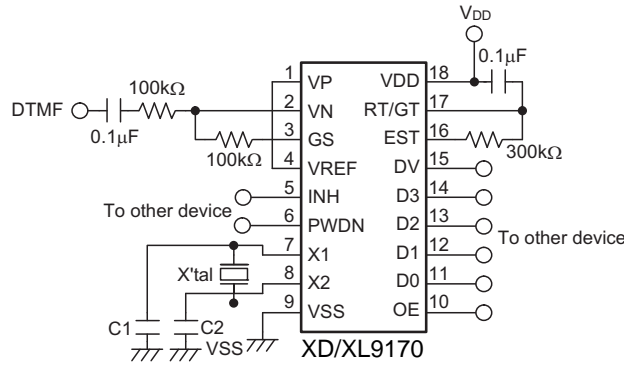 VDD
0.1μF
1 VP VDD 18
100kΩ
DTMF
0.1μF
2 VN RT/GT 17
3 GS EST 16
100kΩ
300kΩ
4 VREF DV 15
5 INH D3 14
To other device
6 PWDN D2 13
To other device
7 X1 D1 12
X'tal
8 X2 D0 11
9 VSS OE 10
C1
C2
VSS
XD/XL9170